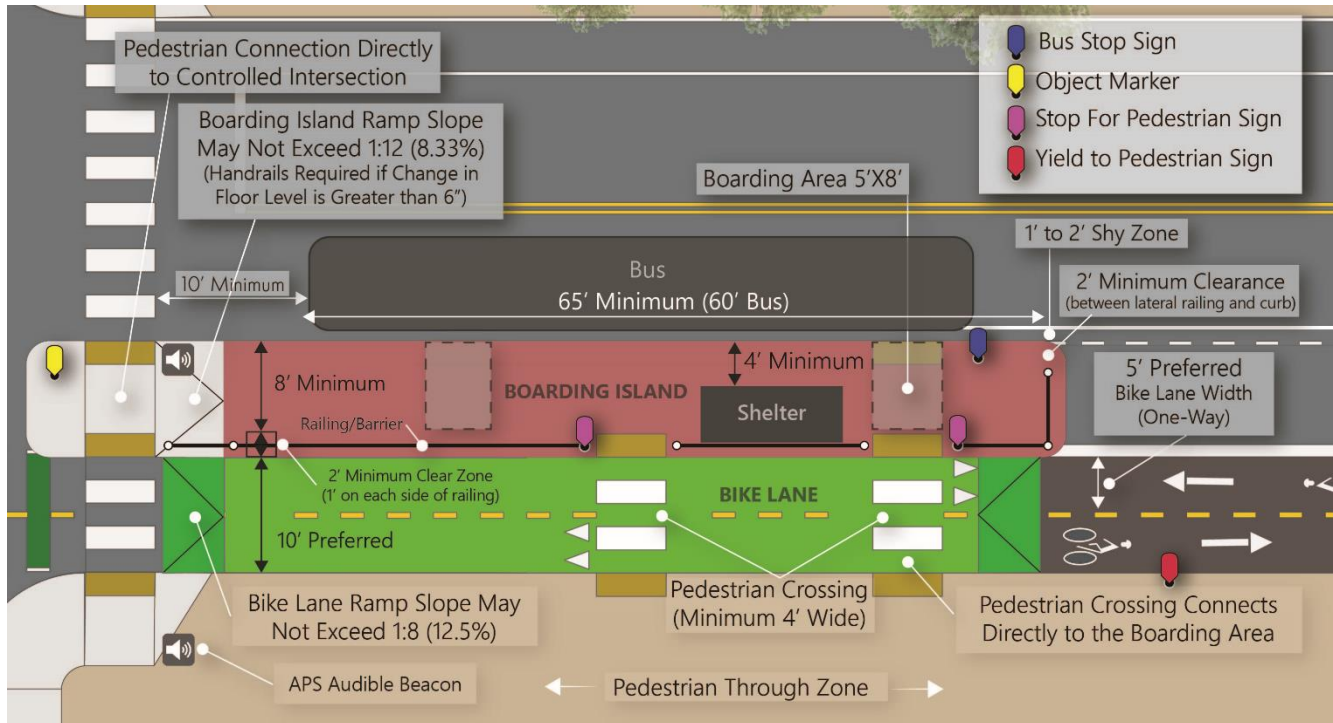 Pedestrian Connection Directly
to Controlled Intersection
Boarding Island Ramp Slope
May Not Exceed 1:12 (8.33%)
(Handrails Required if Change in
Floor Level is Greater than 6”)
Bus Stop Sign
Object Marker
Stop For Pedestrian Sign
Yield to Pedestrian Sign
Boarding Area 5’X8’
1’ to 2’ Shy Zone
2’ Minimum Clearance
(between lateral railing and curb)
10’ Minimum
Bus
65’ Minimum (60’ Bus)
8’ Minimum
4’ Minimum
BOARDING ISLAND
Shelter
5’ Preferred
Bike Lane Width
(One-Way)
Railing/Barrier
2’ Minimum Clear Zone
(1’ on each side of railing)
BIKE LANE
10’ Preferred
Bike Lane Ramp Slope May
Not Exceed 1:8 (12.5%)
Pedestrian Crossing
(Minimum 4’ Wide)
Pedestrian Crossing Connects
Directly to the Boarding Area
APS Audible Beacon
Pedestrian Through Zone